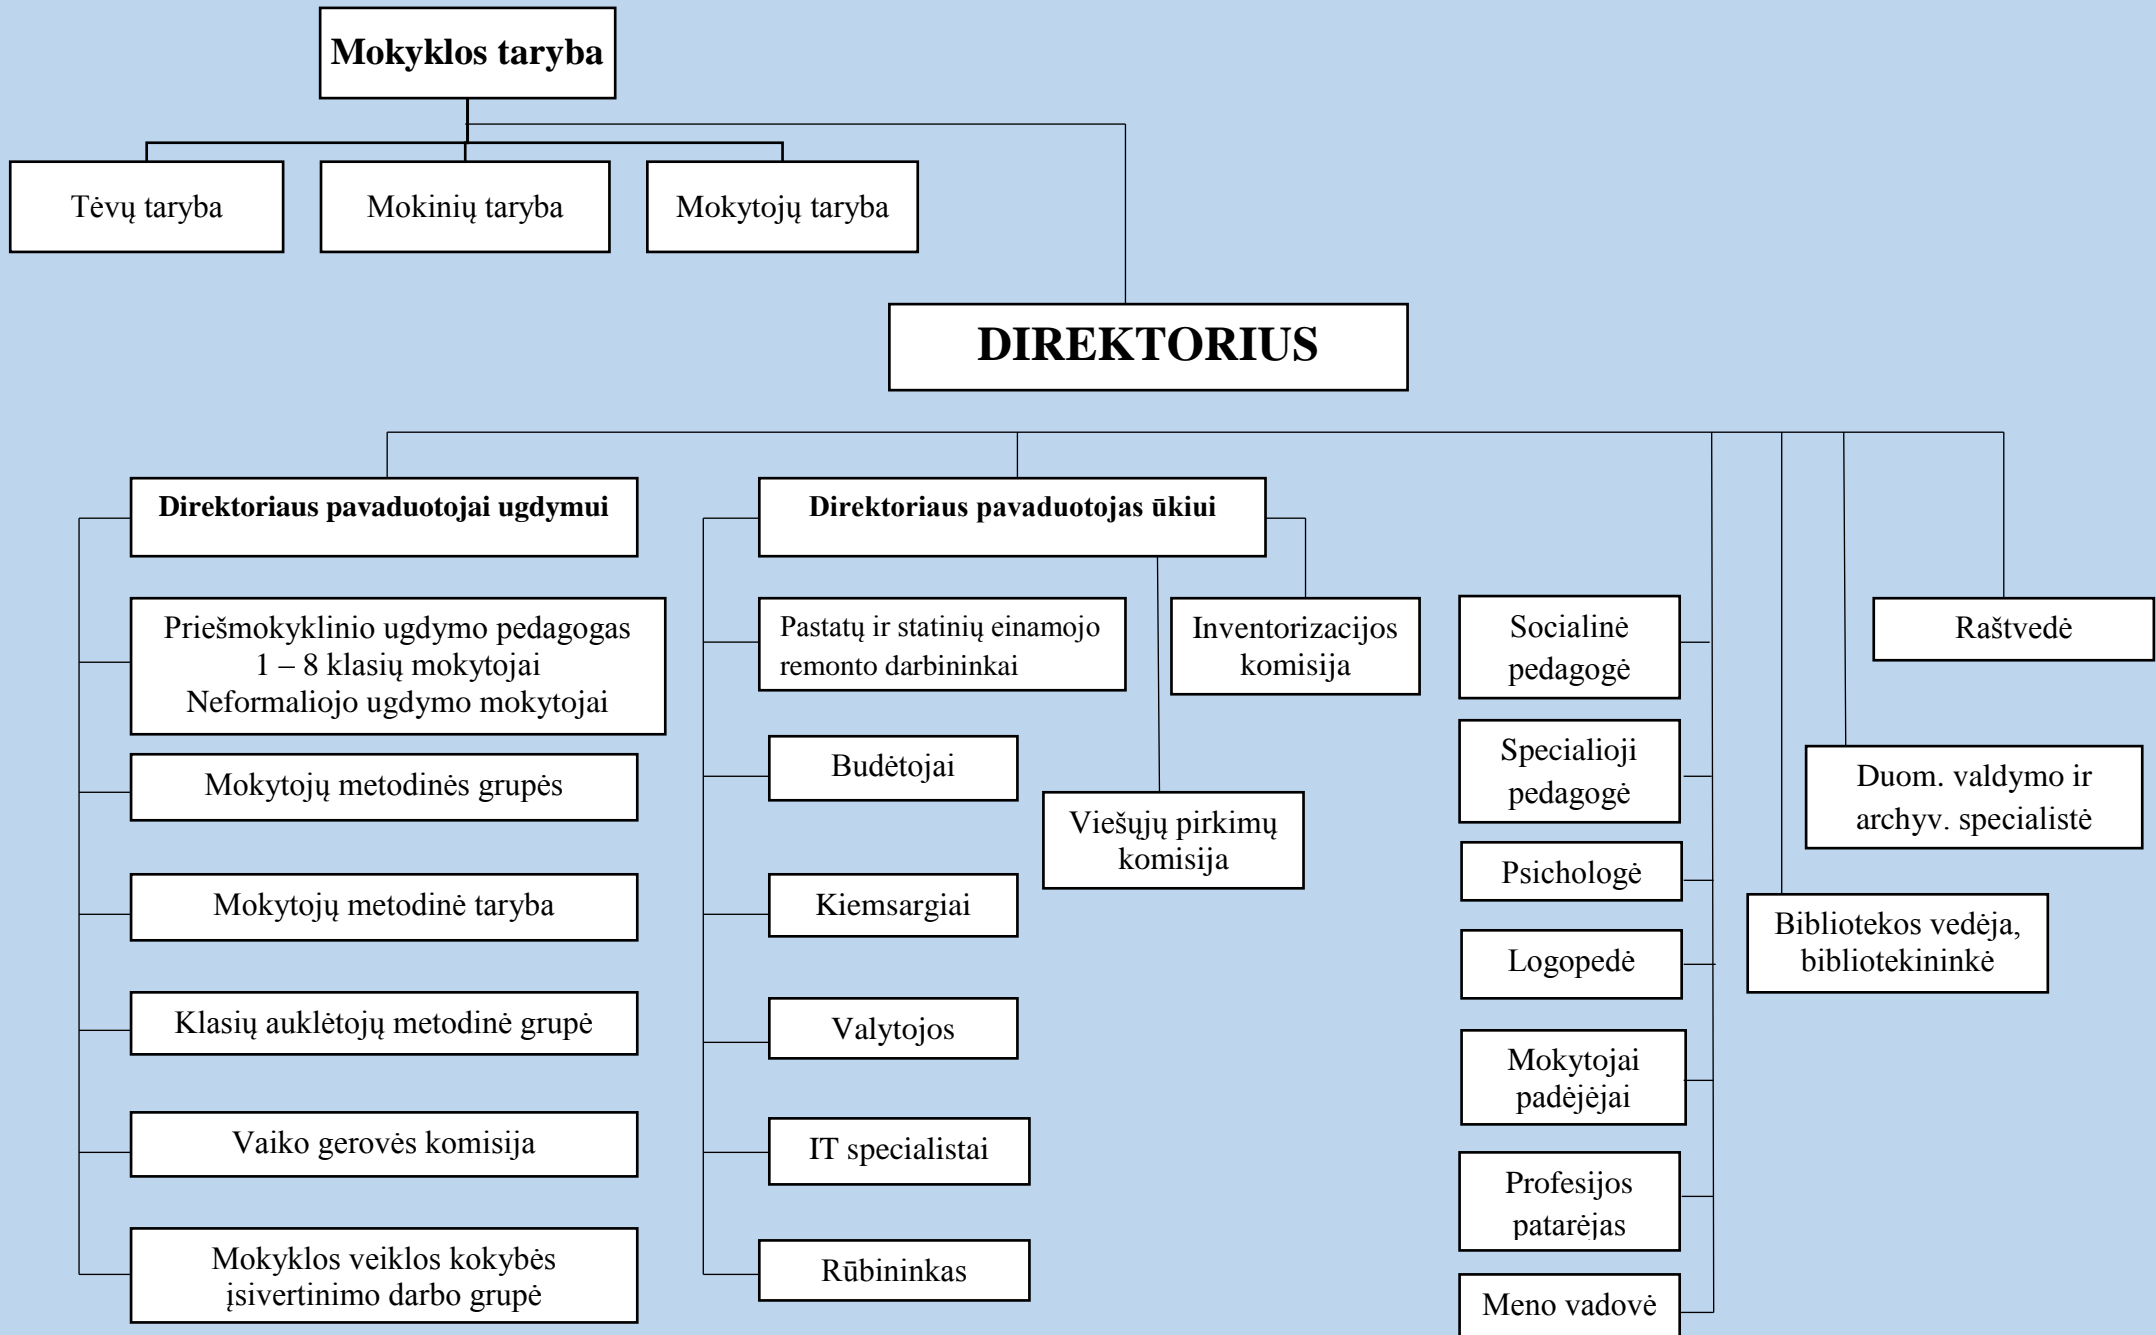 Mokyklos taryba
Tėvų taryba
Mokinių taryba
Mokytojų taryba
DIREKTORIUS
Direktoriaus pavaduotojai ugdymui
Priešmokyklinio ugdymo pedagogas
1 – 8 klasių mokytojai
Neformaliojo ugdymo mokytojai
Mokytojų metodinės grupės
Mokytojų metodinė taryba
Klasių auklėtojų metodinė grupė
Vaiko gerovės komisija
Mokyklos veiklos kokybės
įsivertinimo darbo grupė
Direktoriaus pavaduotojas ūkiui
Pastatų ir statinių einamojo
remonto darbininkai
Budėtojai
Kiemsargiai
Valytojos
IT specialistai
Rūbininkas
Viešųjų pirkimų
komisija
Inventorizacijos
komisija
Socialinė
pedagogė
Specialioji
pedagogė
Psichologė
Logopedė
Mokytojai
padėjėjai
Profesijos
patarėjas
Meno vadovė
Bibliotekos vedėja,
bibliotekininkė
Duom. valdymo ir
archyv. specialistė
Raštvedė